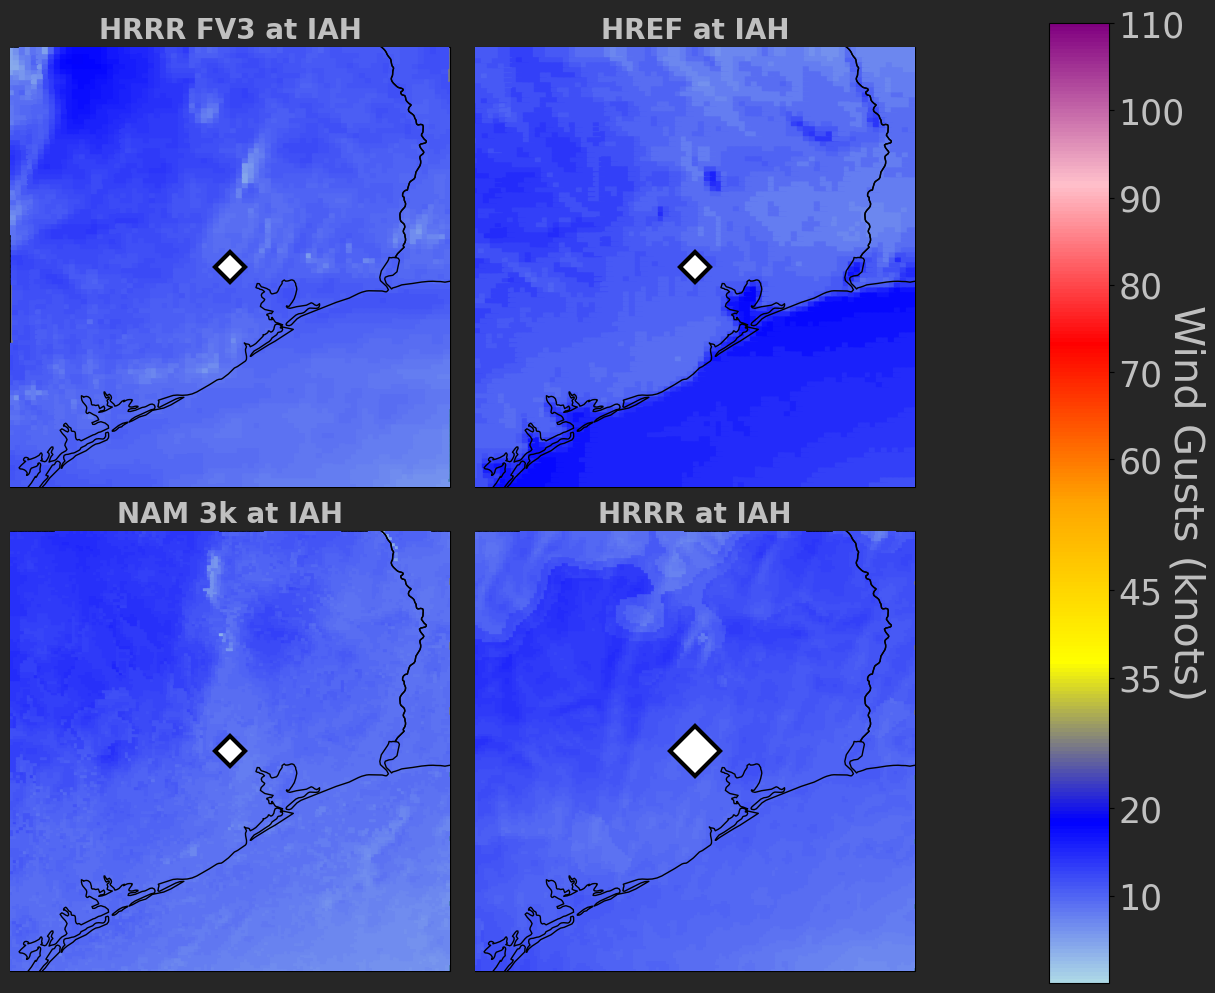 HRRR FV3 at IAH
HREF at IAH
NAM 3k at IAH
HRRR at IAH
110
100
90
80
70
60
45
35
20
10
Wind Gusts (knots)